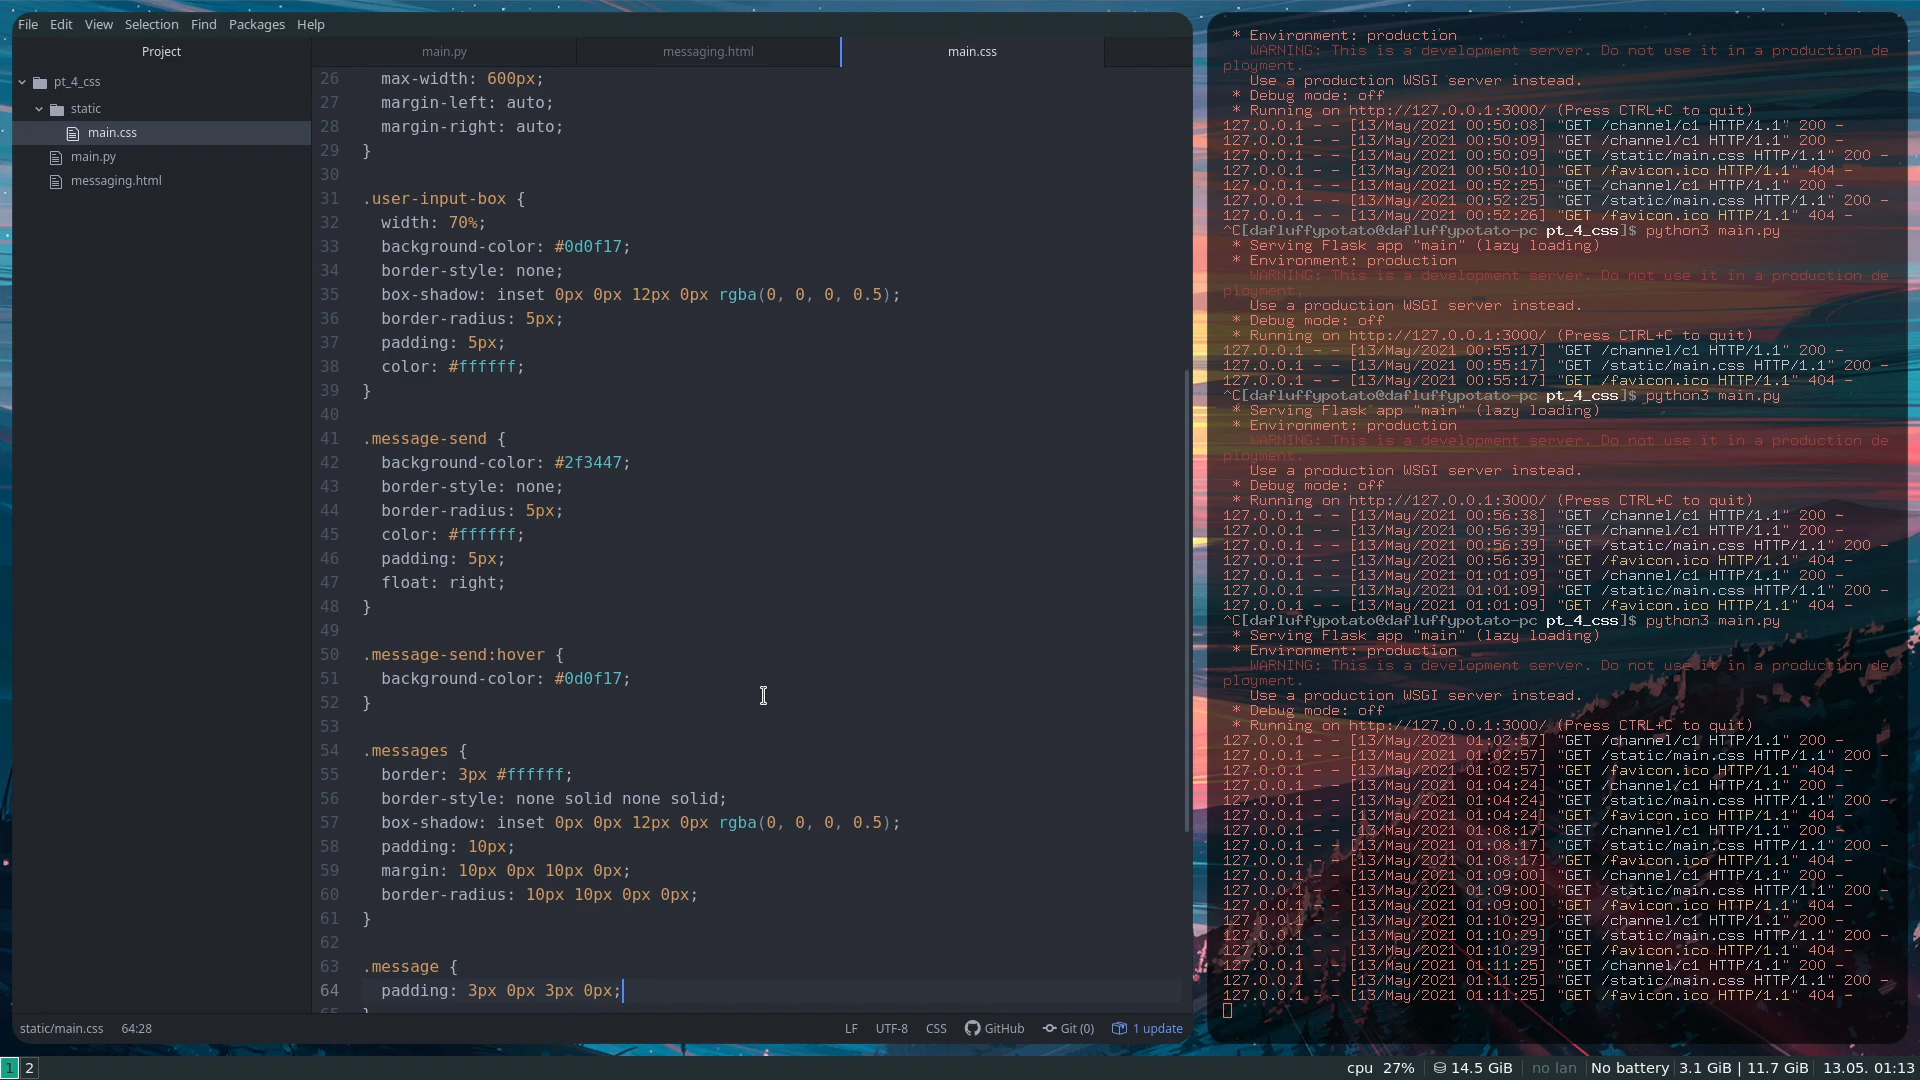 File Edit View Selection Find Packages Help
Project
main.py
messaging.html
main.css
pt_4_css
static
main.css
main.py
messaging.html
26 max-width: 600px;
27 margin-left: auto;
28 margin-right: auto;
29 }
30
31 .user-input-box {
32 width: 70%;
33 background-color: #0d0f17;
34 border-style: none;
35 box-shadow: inset 0px 0px 12px 0px rgba(0, 0, 0, 0.5);
36 border-radius: 5px;
37 padding: 5px;
38 color: #ffffff;
39 }
40
41 .message-send {
42 background-color: #2f3447;
43 border-style: none;
44 border-radius: 5px;
45 color: #ffffff;
46 padding: 5px;
47 float: right;
48 }
49
50 .message-send:hover {
51 background-color: #0d0f17;
52 }
53
54 .messages {
55 border: 3px #ffffff;
56 border-style: none solid none solid;
57 box-shadow: inset 0px 0px 12px 0px rgba(0, 0, 0, 0.5);
58 padding: 10px;
59 margin: 10px 0px 10px 0px;
60 border-radius: 10px 10px 0px 0px;
61 }
62
63 .message {
64 padding: 3px 0px 3px 0px;
static/main.css 64:28 LF UTF-8 CSS GitHub Git (0) 1 update
* Environment: production
WARNING: This is a development server. Do not use it in a production de
ployment.
Use a production WSGI server instead.
* Debug mode: off
* Running on http://127.0.0.1:3000/ (Press CTRL+C to quit)
127.0.0.1 - - [13/May/2021 00:50:08] "GET /channel/c1 HTTP/1.1" 200 -
127.0.0.1 - - [13/May/2021 00:50:09] "GET /channel/c1 HTTP/1.1" 200 -
127.0.0.1 - - [13/May/2021 00:50:09] "GET /static/main.css HTTP/1.1" 200 -
127.0.0.1 - - [13/May/2021 00:50:10] "GET /favicon.ico HTTP/1.1" 404 -
127.0.0.1 - - [13/May/2021 00:52:25] "GET /channel/c1 HTTP/1.1" 200 -
127.0.0.1 - - [13/May/2021 00:52:25] "GET /static/main.css HTTP/1.1" 200 -
127.0.0.1 - - [13/May/2021 00:52:26] "GET /favicon.ico HTTP/1.1" 404 -
^C[dafluffypotato@dafluffypotato-pc pt_4_css]$ python3 main.py
* Serving Flask app "main" (lazy loading)
* Environment: production
WARNING: This is a development server. Do not use it in a production de
ployment.
Use a production WSGI server instead.
* Debug mode: off
* Running on http://127.0.0.1:3000/ (Press CTRL+C to quit)
127.0.0.1 - - [13/May/2021 00:55:17] "GET /channel/c1 HTTP/1.1" 200 -
127.0.0.1 - - [13/May/2021 00:55:17] "GET /static/main.css HTTP/1.1" 200 -
127.0.0.1 - - [13/May/2021 00:55:17] "GET /favicon.ico HTTP/1.1" 404 -
^C[dafluffypotato@dafluffypotato-pc pt_4_css]$ python3 main.py
* Serving Flask app "main" (lazy loading)
* Environment: production
WARNING: This is a development server. Do not use it in a production de
ployment.
Use a production WSGI server instead.
* Debug mode: off
* Running on http://127.0.0.1:3000/ (Press CTRL+C to quit)
127.0.0.1 - - [13/May/2021 00:56:38] "GET /channel/c1 HTTP/1.1" 200 -
127.0.0.1 - - [13/May/2021 00:56:39] "GET /channel/c1 HTTP/1.1" 200 -
127.0.0.1 - - [13/May/2021 00:56:39] "GET /static/main.css HTTP/1.1" 200 -
127.0.0.1 - - [13/May/2021 00:56:39] "GET /favicon.ico HTTP/1.1" 404 -
127.0.0.1 - - [13/May/2021 01:01:09] "GET /channel/c1 HTTP/1.1" 200 -
127.0.0.1 - - [13/May/2021 01:01:09] "GET /static/main.css HTTP/1.1" 200 -
127.0.0.1 - - [13/May/2021 01:01:09] "GET /favicon.ico HTTP/1.1" 404 -
^C[dafluffypotato@dafluffypotato-pc pt_4_css]$ python3 main.py
* Serving Flask app "main" (lazy loading)
* Environment: production
WARNING: This is a development server. Do not use it in a production de
ployment.
Use a production WSGI server instead.
* Debug mode: off
* Running on http://127.0.0.1:3000/ (Press CTRL+C to quit)
127.0.0.1 - - [13/May/2021 01:02:57] "GET /channel/c1 HTTP/1.1" 200 -
127.0.0.1 - - [13/May/2021 01:02:57] "GET /static/main.css HTTP/1.1" 200 -
127.0.0.1 - - [13/May/2021 01:02:57] "GET /favicon.ico HTTP/1.1" 404 -
127.0.0.1 - - [13/May/2021 01:04:24] "GET /channel/c1 HTTP/1.1" 200 -
127.0.0.1 - - [13/May/2021 01:04:24] "GET /static/main.css HTTP/1.1" 200 -
127.0.0.1 - - [13/May/2021 01:04:24] "GET /favicon.ico HTTP/1.1" 404 -
127.0.0.1 - - [13/May/2021 01:08:17] "GET /channel/c1 HTTP/1.1" 200 -
127.0.0.1 - - [13/May/2021 01:08:17] "GET /static/main.css HTTP/1.1" 200 -
127.0.0.1 - - [13/May/2021 01:08:17] "GET /favicon.ico HTTP/1.1" 404 -
127.0.0.1 - - [13/May/2021 01:09:00] "GET /channel/c1 HTTP/1.1" 200 -
127.0.0.1 - - [13/May/2021 01:09:00] "GET /static/main.css HTTP/1.1" 200 -
127.0.0.1 - - [13/May/2021 01:09:00] "GET /favicon.ico HTTP/1.1" 404 -
127.0.0.1 - - [13/May/2021 01:10:29] "GET /channel/c1 HTTP/1.1" 200 -
127.0.0.1 - - [13/May/2021 01:10:29] "GET /static/main.css HTTP/1.1" 200 -
127.0.0.1 - - [13/May/2021 01:10:29] "GET /favicon.ico HTTP/1.1" 404 -
127.0.0.1 - - [13/May/2021 01:11:25] "GET /channel/c1 HTTP/1.1" 200 -
127.0.0.1 - - [13/May/2021 01:11:25] "GET /static/main.css HTTP/1.1" 200 -
127.0.0.1 - - [13/May/2021 01:11:25] "GET /favicon.ico HTTP/1.1" 404 -
1 2 cpu 27% 14.5 GiB no lan No battery 3.1 GiB | 11.7 GiB 13.05. 01:13